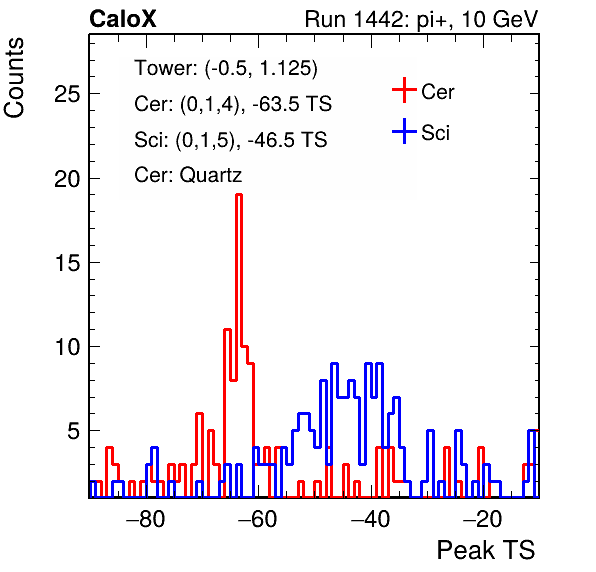 CaloX Run 1442: pi+, 10 GeV
Counts
Tower: (-0.5, 1.125)
Cer: (0,1,4), -63.5 TS
Sci: (0,1,5), -46.5 TS
Cer: Quartz
Cer
Sci
25
20
15
10
5
−80 −60 −40 −20
Peak TS